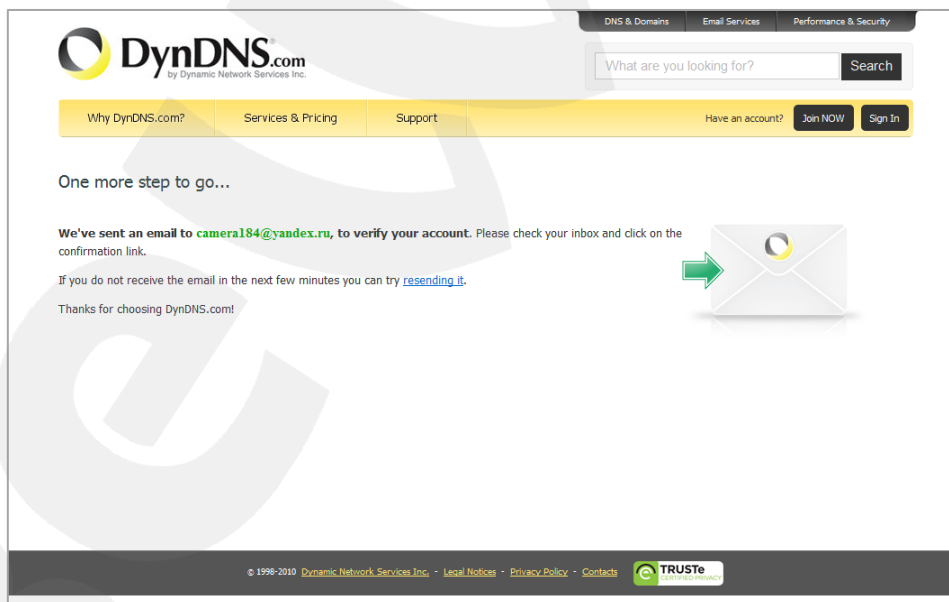 DNS & Domains Email Services Performance & Security
DynDNS.com
by Dynamic Network Services Inc.
What are you looking for? Search
Why DynDNS.com? Services & Pricing Support Have an account? Join NOW Sign In
One more step to go...
We've sent an email to camera184@yandex.ru, to verify your account. Please check your inbox and click on the
confirmation link.
If you do not receive the email in the next few minutes you can try resending it.
Thanks for choosing DynDNS.com!
© 1998-2010 Dynamic Network Services Inc. - Legal Notices - Privacy Policy - Contacts TRUSTe
CERTIFIED PRIVACY